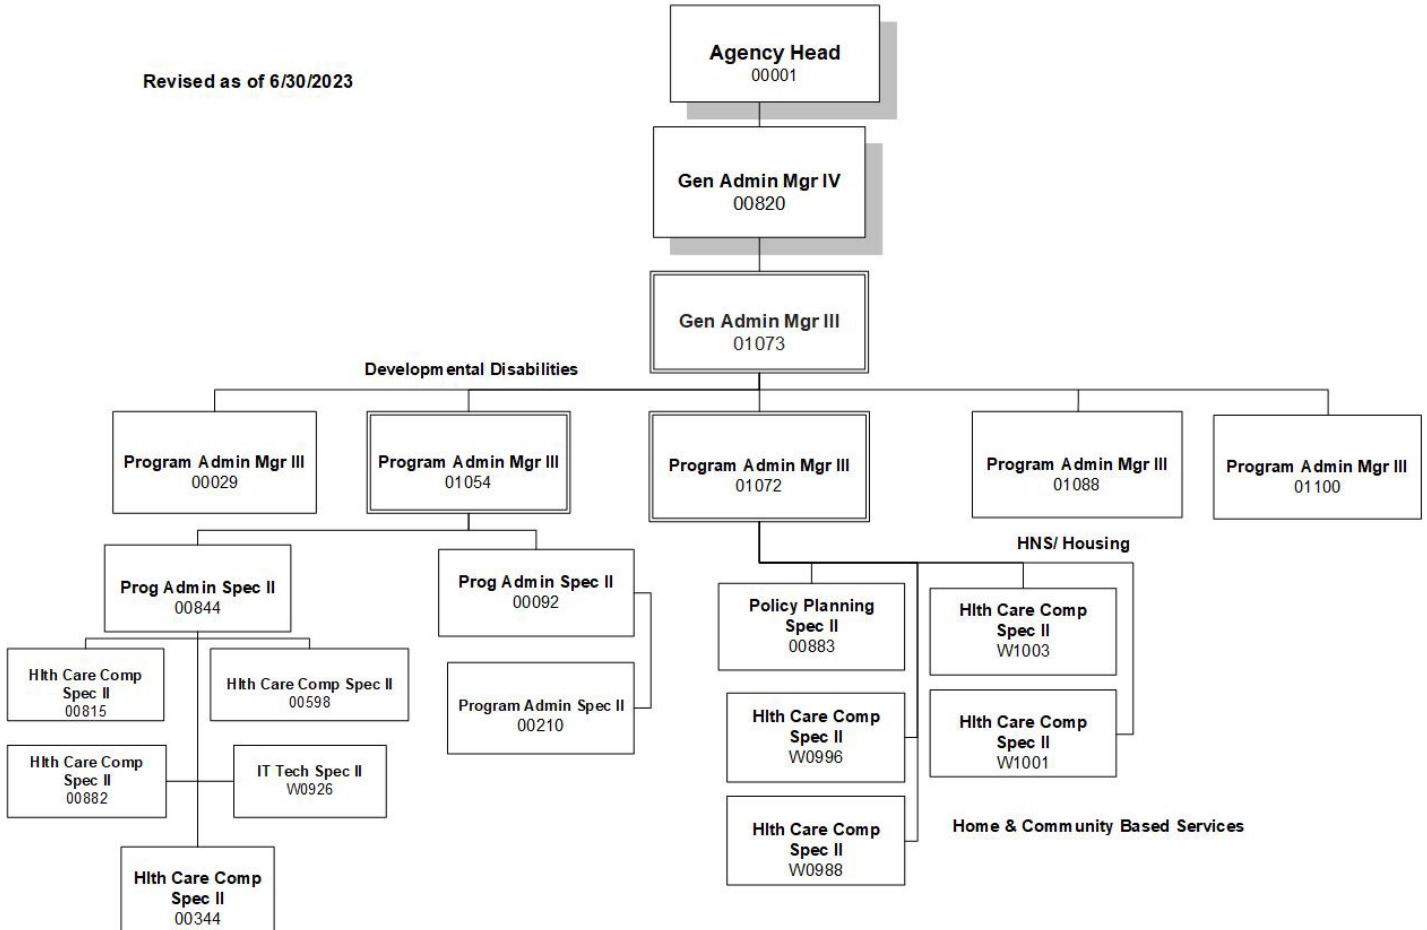 Agency Head
00001
Revised as of 6/30/2023
Gen Admin Mgr IV
00820
Gen Admin Mgr III
01073
Developmental Disabilities
Program Admin Mgr III
00029
Program Admin Mgr III
01054
Program Admin Mgr III
01072
Program Admin Mgr III
01088
Program Admin Mgr III
01100
HNS/ Housing
Prog Admin Spec II
00844
Prog Admin Spec II
00092
Policy Planning
Spec II
00883
Hlth Care Comp
Spec II
W1003
Hlth Care Comp
Spec II
00815
Hlth Care Comp Spec II
00598
Program Admin Spec II
00210
Hlth Care Comp
Spec II
W0996
Hlth Care Comp
Spec II
W1001
Hlth Care Comp
Spec II
00882
IT Tech Spec II
W0926
Hlth Care Comp
Spec II
W0988
Home & Community Based Services
Hlth Care Comp
Spec II
00344